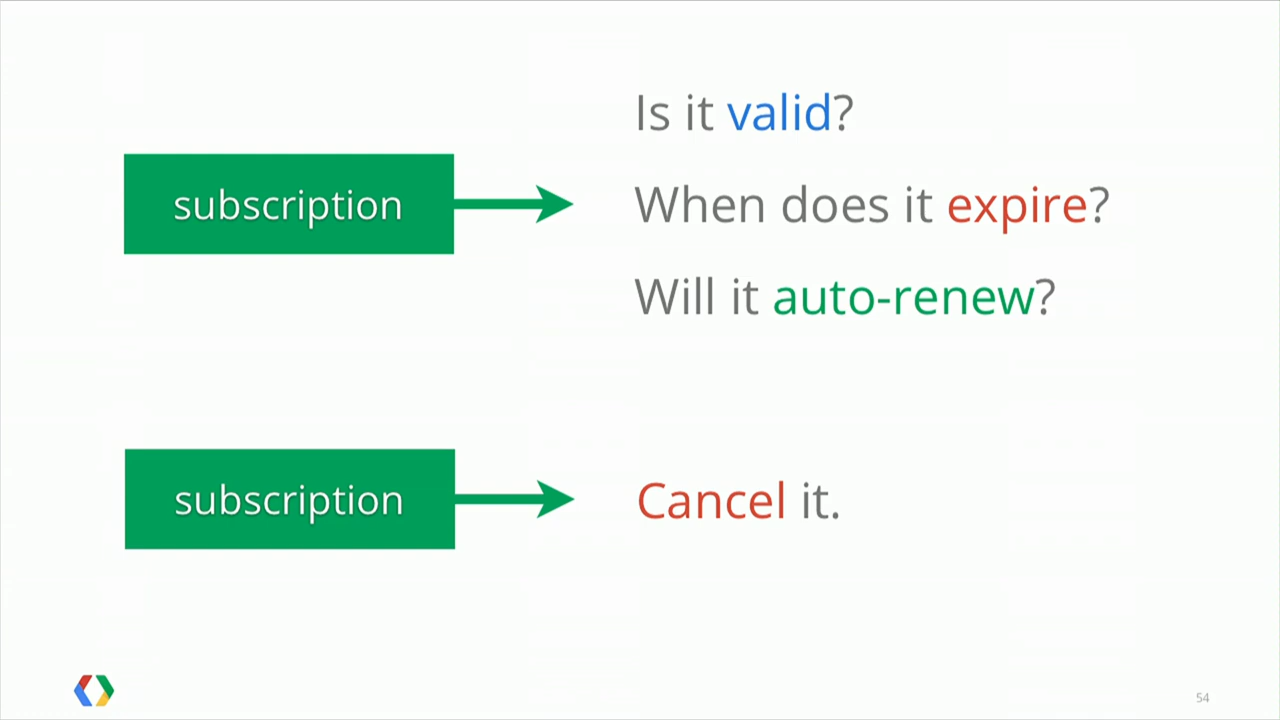 Is it valid?
subscription
When does it expire?
Will it auto-renew?
subscription
Cancel it.
54